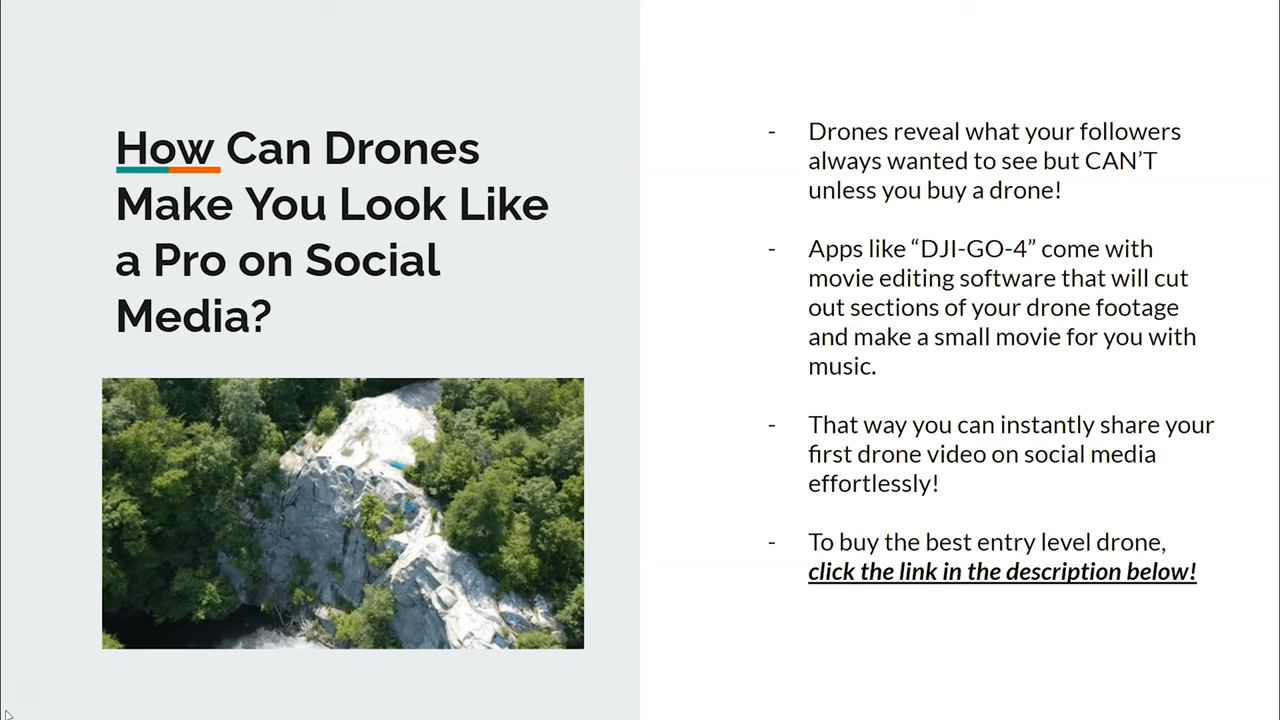 How Can Drones
Make You Look Like
a Pro on Social
Media?
- Drones reveal what your followers
always wanted to see but CAN’T
unless you buy a drone!
- Apps like “DJI-GO-4” come with
movie editing software that will cut
out sections of your drone footage
and make a small movie for you with
music.
- That way you can instantly share your
first drone video on social media
effortlessly!
- To buy the best entry level drone,
click the link in the description below!